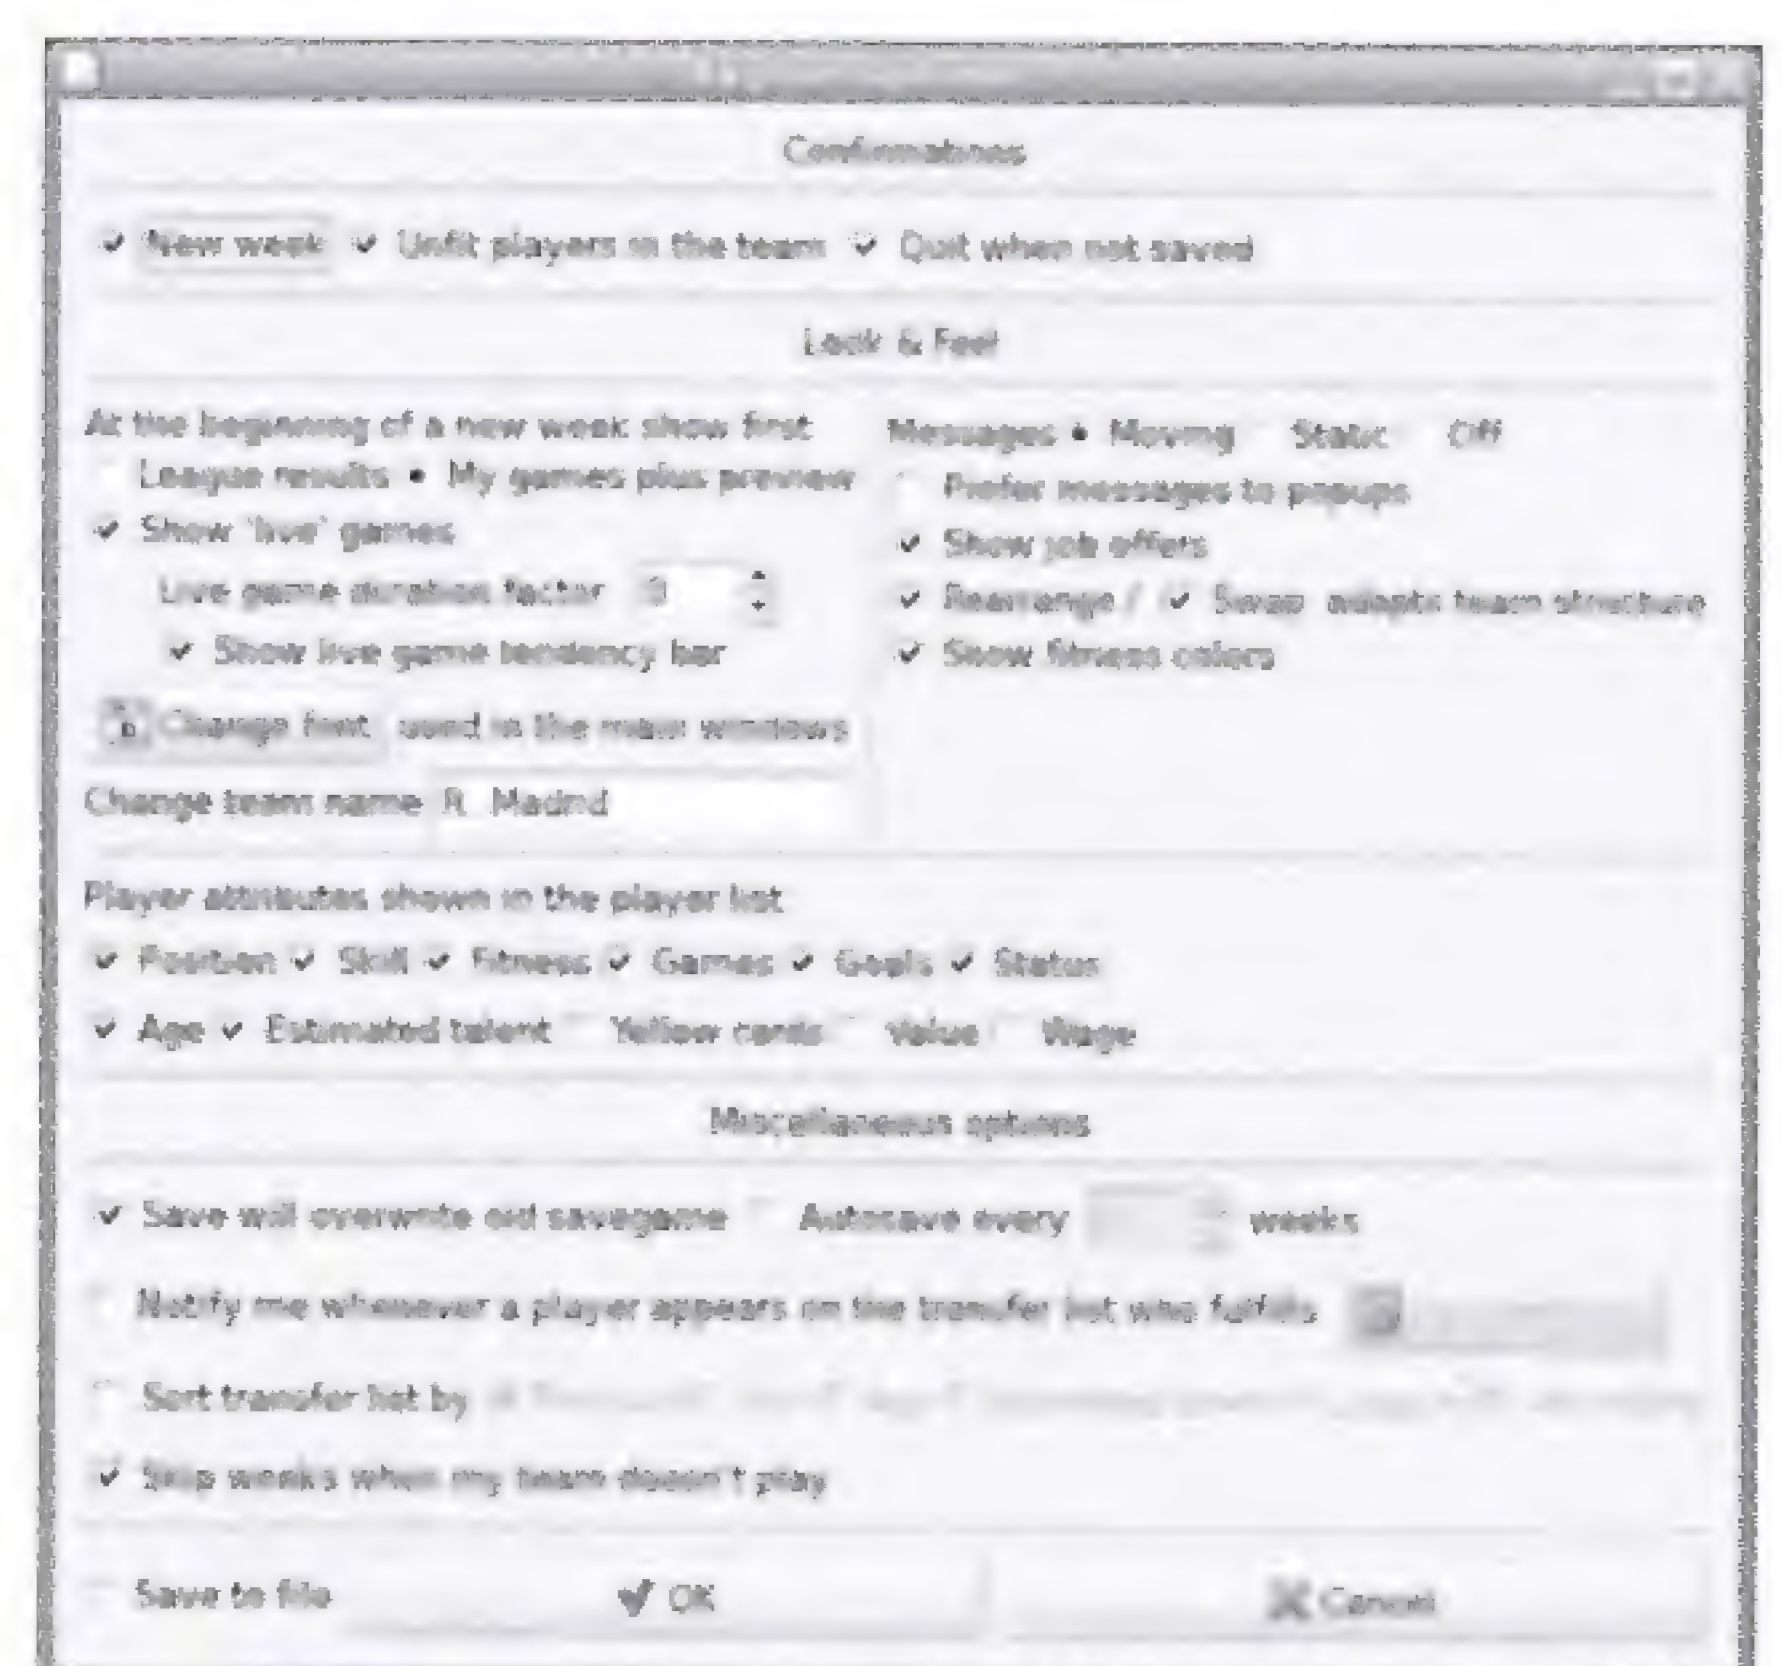 Confirmations
New week Unfit players in the team Quit when not saved
Look & Feel
At the beginning of a new week show first
League results My games plus preview
Show 'live' games
Live game duration factor
Show live game tendency bar
Change font used in the main windows
Change team name R. Madrid
Messages Moving Static Off
Prefer messages to popups
Show job offers
Rearrange / Swap adapts team structure
Show fitness colors
Player attributes shown in the player list
Position Skill Fitness Games Goals Status
Age Estimated talent Yellow cards Value Wage
Miscellaneous options
Save will overwrite old savegame Autosave every weeks
Notify me whenever a player appears on the transfer list who fulfills
Sort transfer list by
Skip weeks when my team doesn't play
Save to file OK Cancel